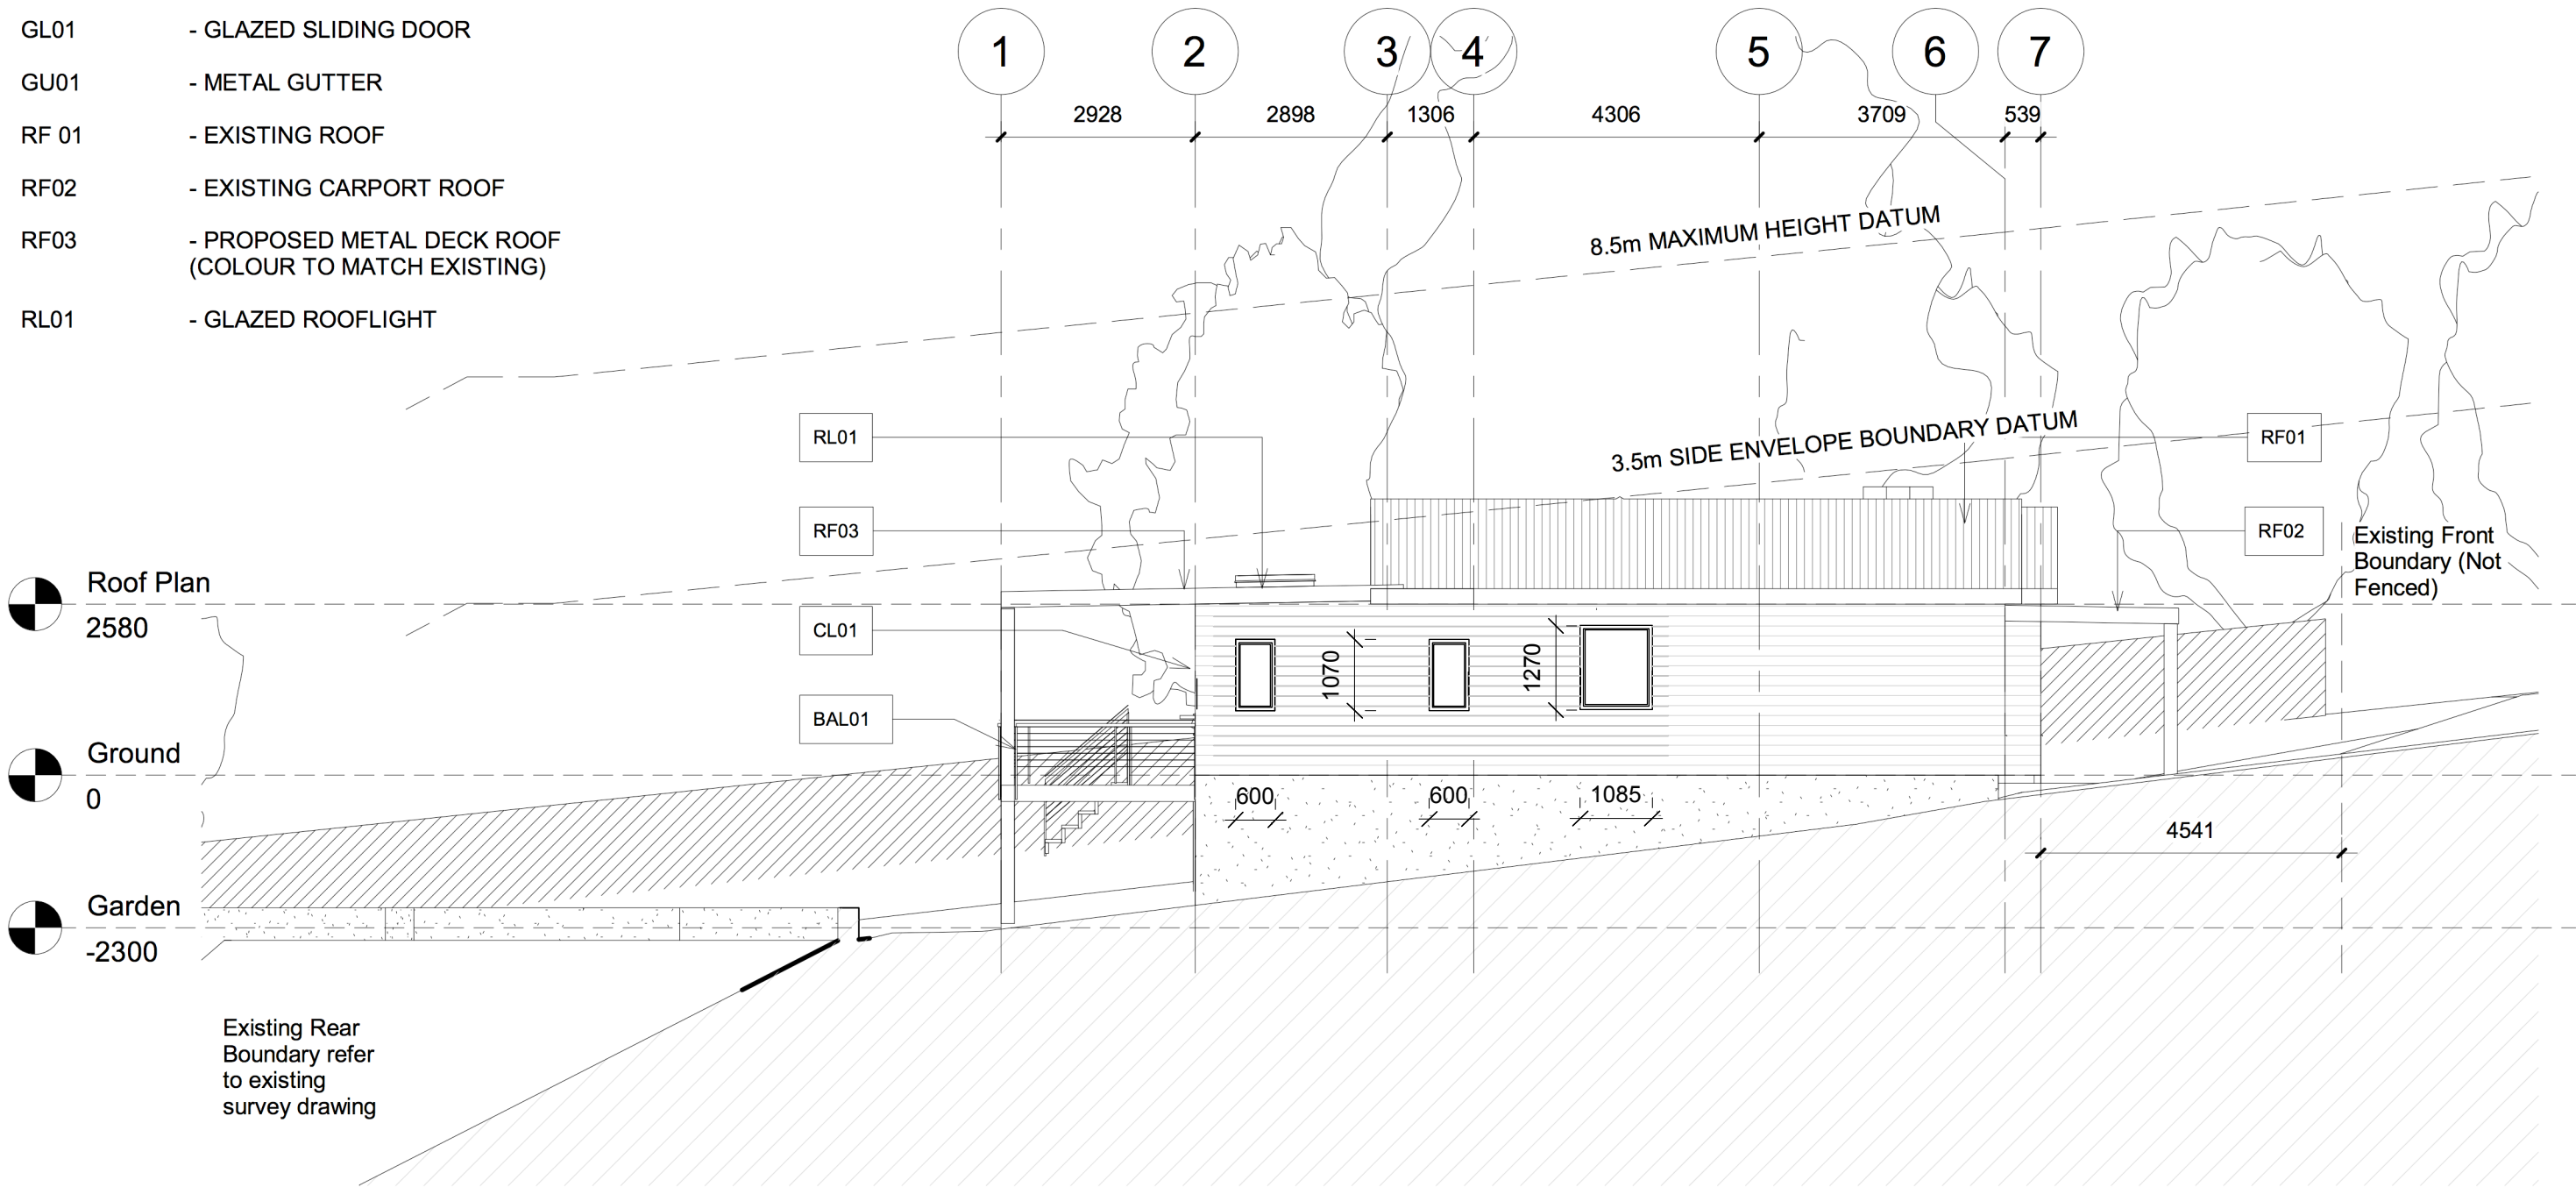 GL01 - GLAZED SLIDING DOOR
GU01 - METAL GUTTER
RF 01 - EXISTING ROOF
RF02 - EXISTING CARPORT ROOF
RF03 - PROPOSED METAL DECK ROOF
(COLOUR TO MATCH EXISTING)
RL01 - GLAZED ROOFLIGHT
1 2 3 4 5 6 7
2928 2898 1306 4306 3709 539
8.5m MAXIMUM HEIGHT DATUM
3.5m SIDE ENVELOPE BOUNDARY DATUM
RL01
RF01
RF03
RF02
Existing Front
Boundary (Not
Fenced)
Roof Plan
2580
CL01
1070
1270
BAL01
Ground
0
600 600 1085
4541
Garden
-2300
Existing Rear
Boundary refer
to existing
survey drawing